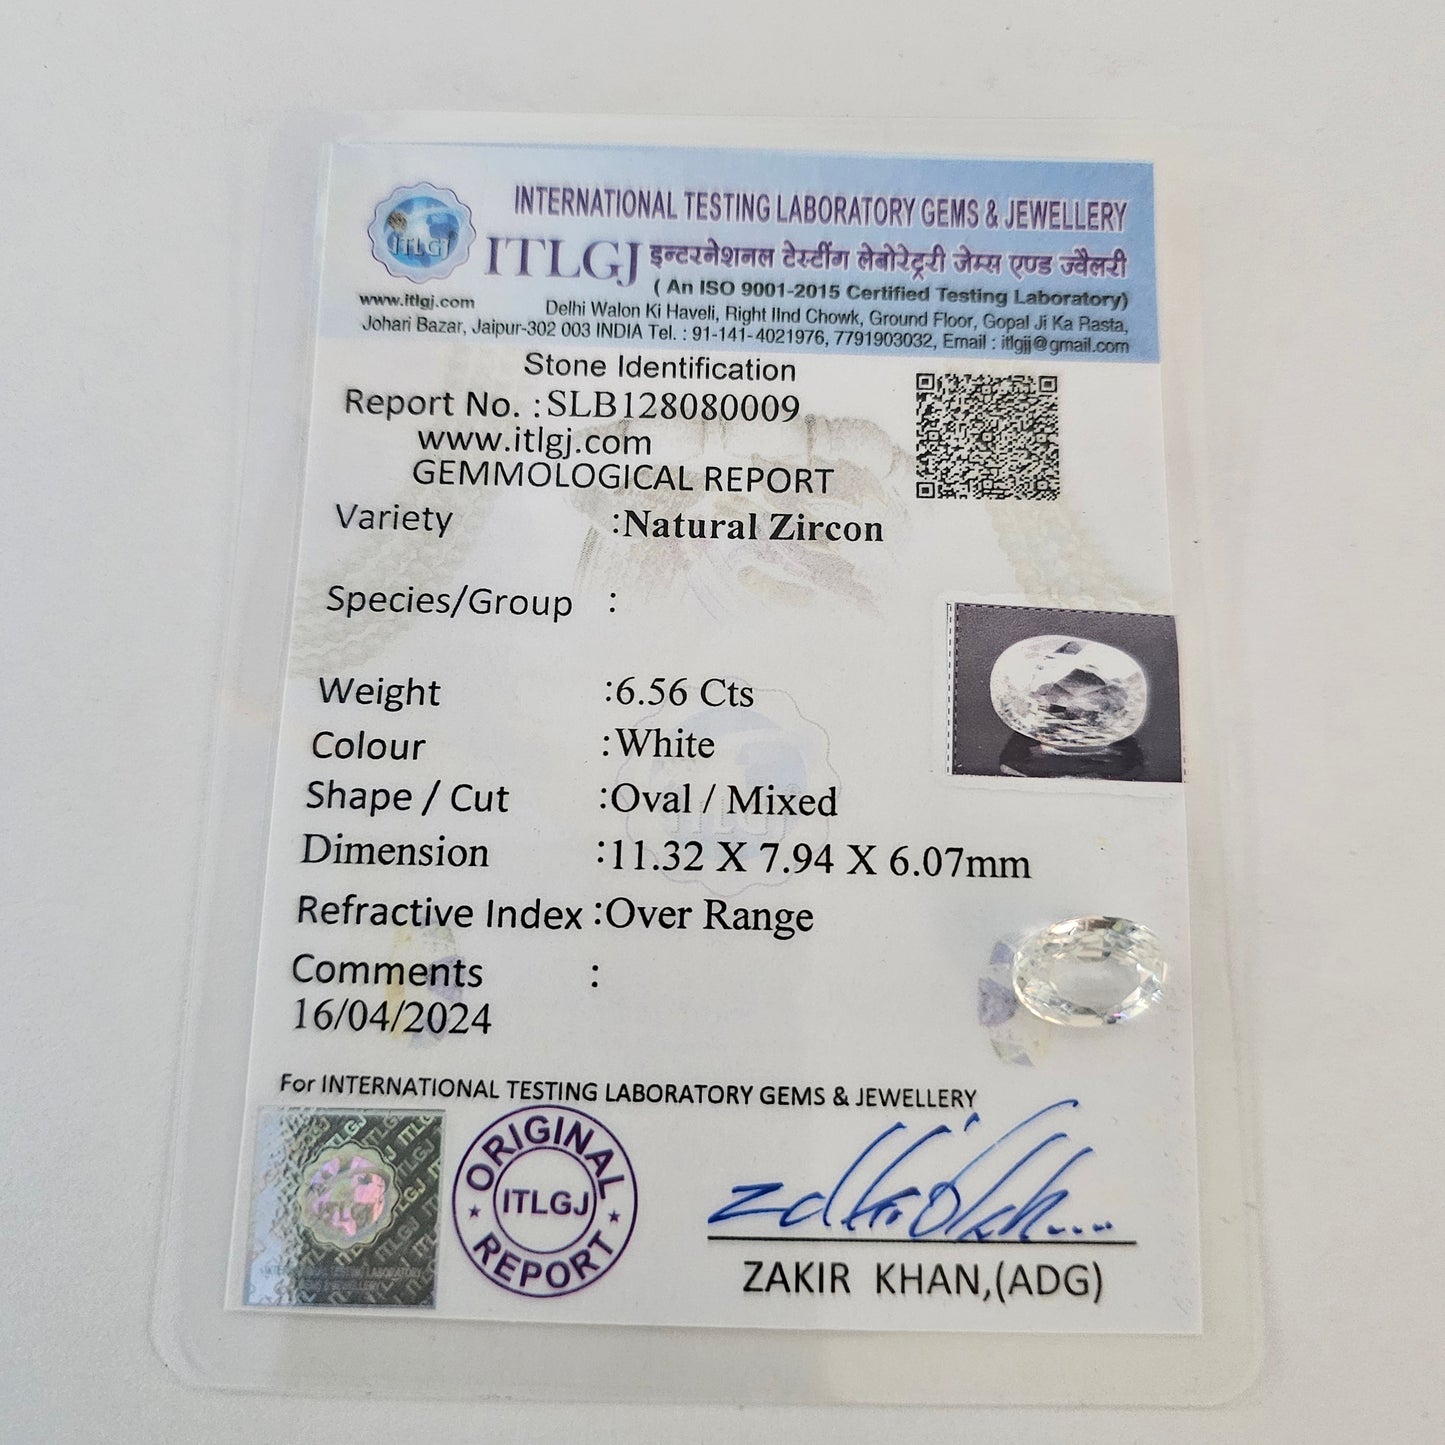 INTERNATIONAL TESTING LABORATORY GEMS & JEWELLERY
ITLGJ
ITLGJ इन्टरनेशनल टेस्टींग लेबोरेट्री जेम्स एण्ड ज्वैलरी
( An ISO 9001-2015 Certified Testing Laboratory)
www.itlgj.com Delhi Walon Ki Haveli, Right IInd Chowk, Ground Floor, Gopal Ji Ka Rasta,
Johari Bazar, Jaipur-302 003 INDIA Tel. : 91-141-4021976, 7791903032, Email : itlgjj@gmail.com
Stone Identification
Report No. :SLB128080009
www.itlgj.com
GEMMOLOGICAL REPORT
Variety :Natural Zircon
Species/Group :
Weight :6.56 Cts
Colour :White
Shape / Cut :Oval / Mixed
Dimension :11.32 X 7.94 X 6.07mm
Refractive Index :Over Range
Comments :
16/04/2024
For INTERNATIONAL TESTING LABORATORY GEMS & JEWELLERY
ORIGINAL
ITLGJ
REPORT
ZAKIR KHAN,(ADG)